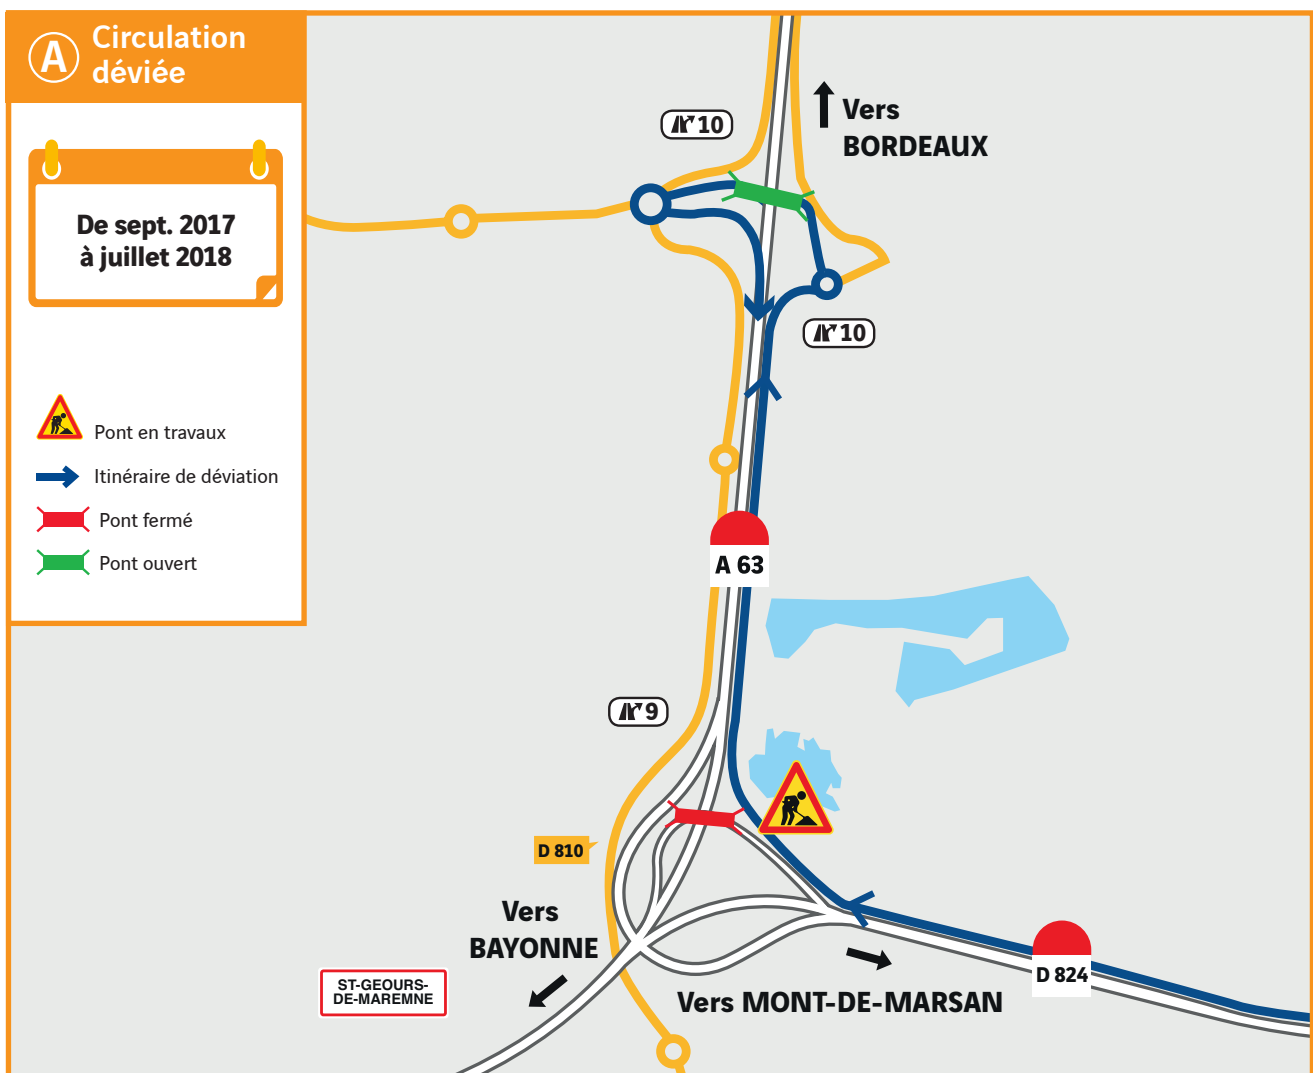 A
Circulation
déviée
De sept. 2017
à juillet 2018
Pont en travaux
Itinéraire de déviation
Pont fermé
Pont ouvert
10
Vers
BORDEAUX
10
A 63
9
D 810
Vers
BAYONNE
ST-GEOURS-
DE-MAREMNE
D 824
Vers MONT-DE-MARSAN